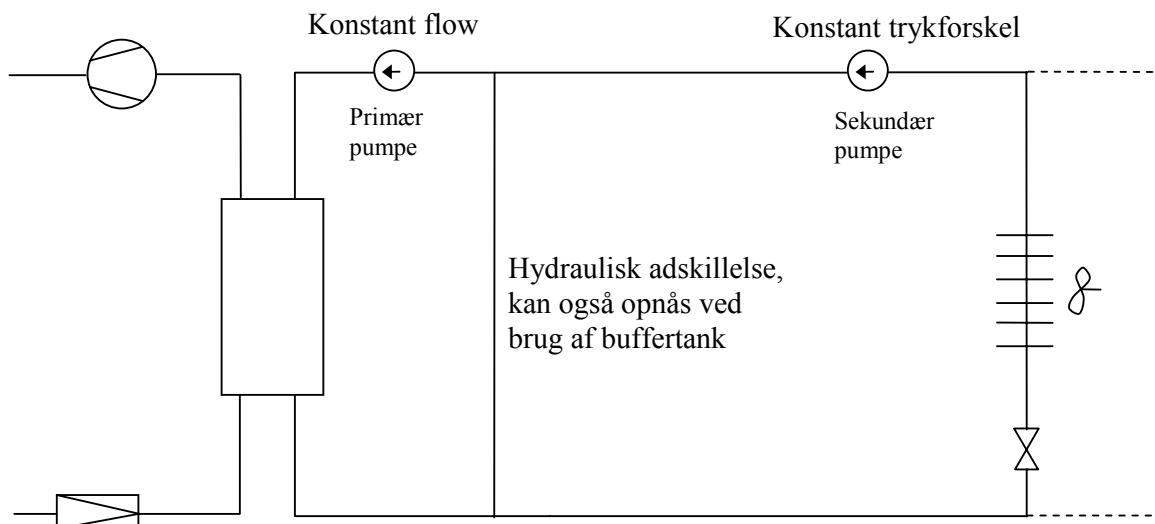 Konstant flow
Konstant trykforskel
Primær
pumpe
Sekundær
pumpe
Hydraulisk adskillelse,
kan også opnås ved
brug af buffertank